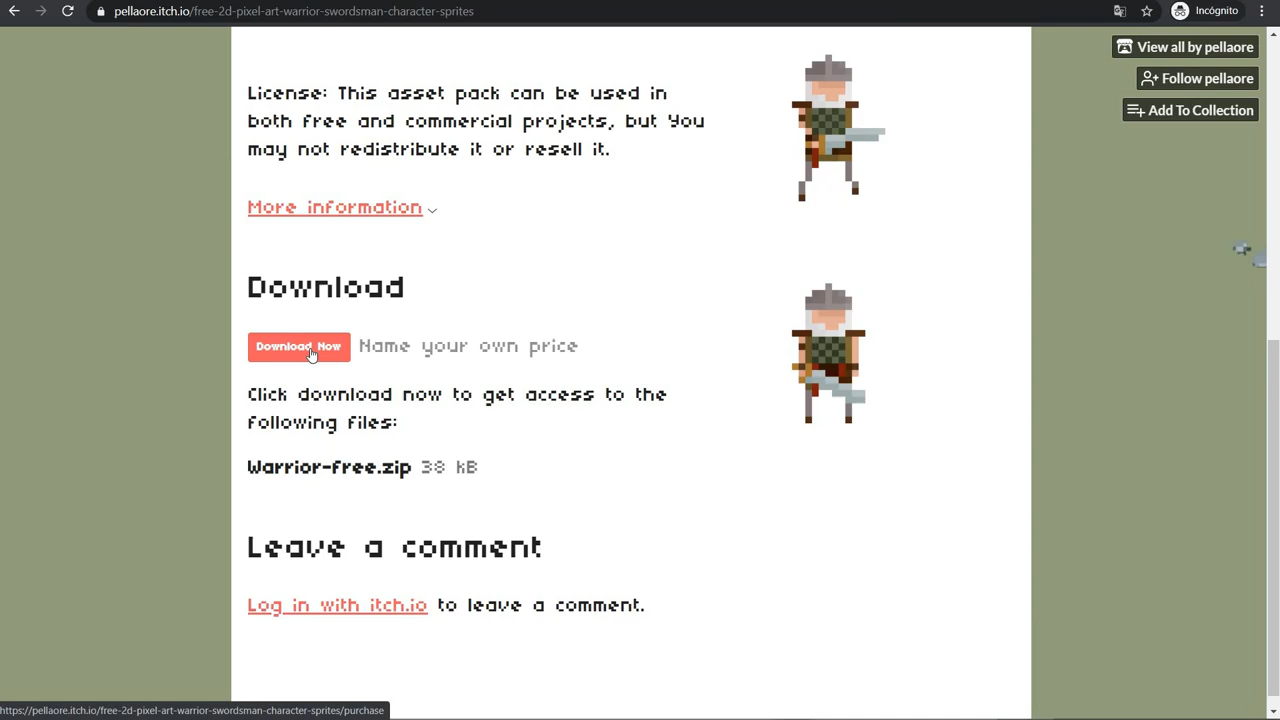 pellaore.itch.io/free-2d-pixel-art-warrior-swordsman-character-sprites
Incógnito
View all by pellaore
Follow pellaore
Add To Collection
License: This asset pack can be used in
both free and commercial projects, but You
may not redistribute it or resell it.
More information
Download
Download Now Name your own price
Click download now to get access to the
following files:
Warrior-free.zip 38 kB
Leave a comment
Log in with itch.io to leave a comment.
https://pellaore.itch.io/free-2d-pixel-art-warrior-swordsman-character-sprites/purchase